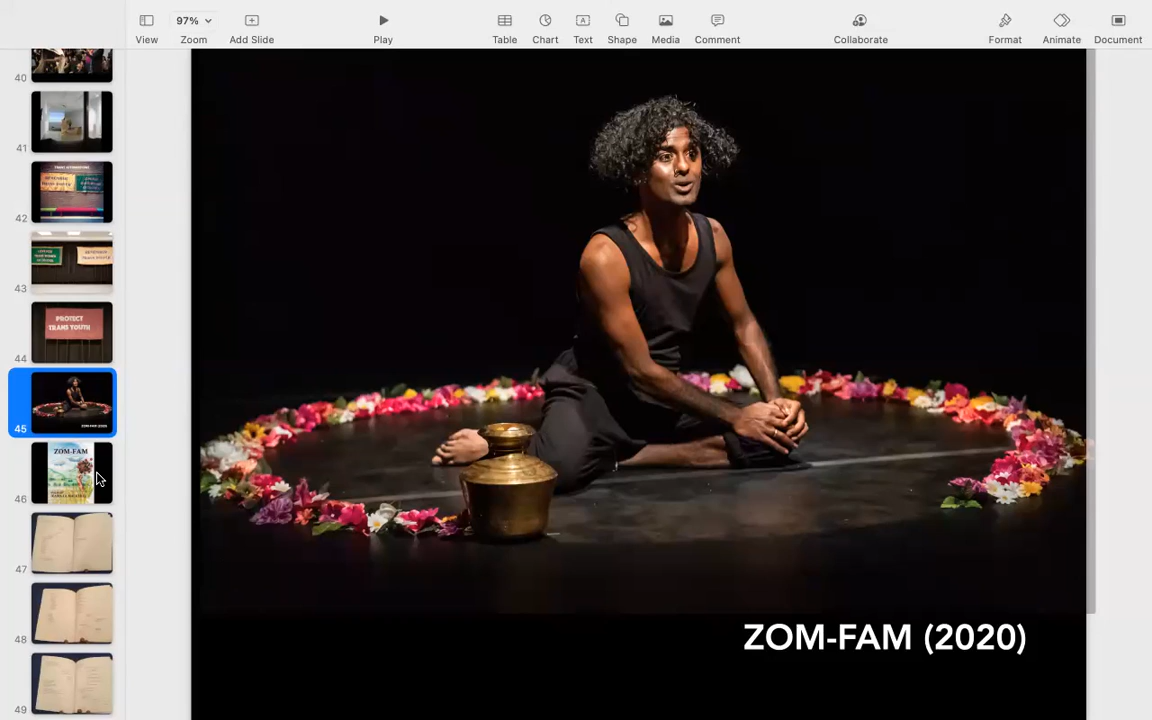 97%
View
Zoom
Add Slide
Play
Table
Chart
Text
Shape
Media
Comment
Collaborate
Format
Animate
Document
40
41
42
43
44
PROTECT
TRANS YOUTH
45
46
ZOM-FAM
47
48
49
ZOM-FAM (2020)